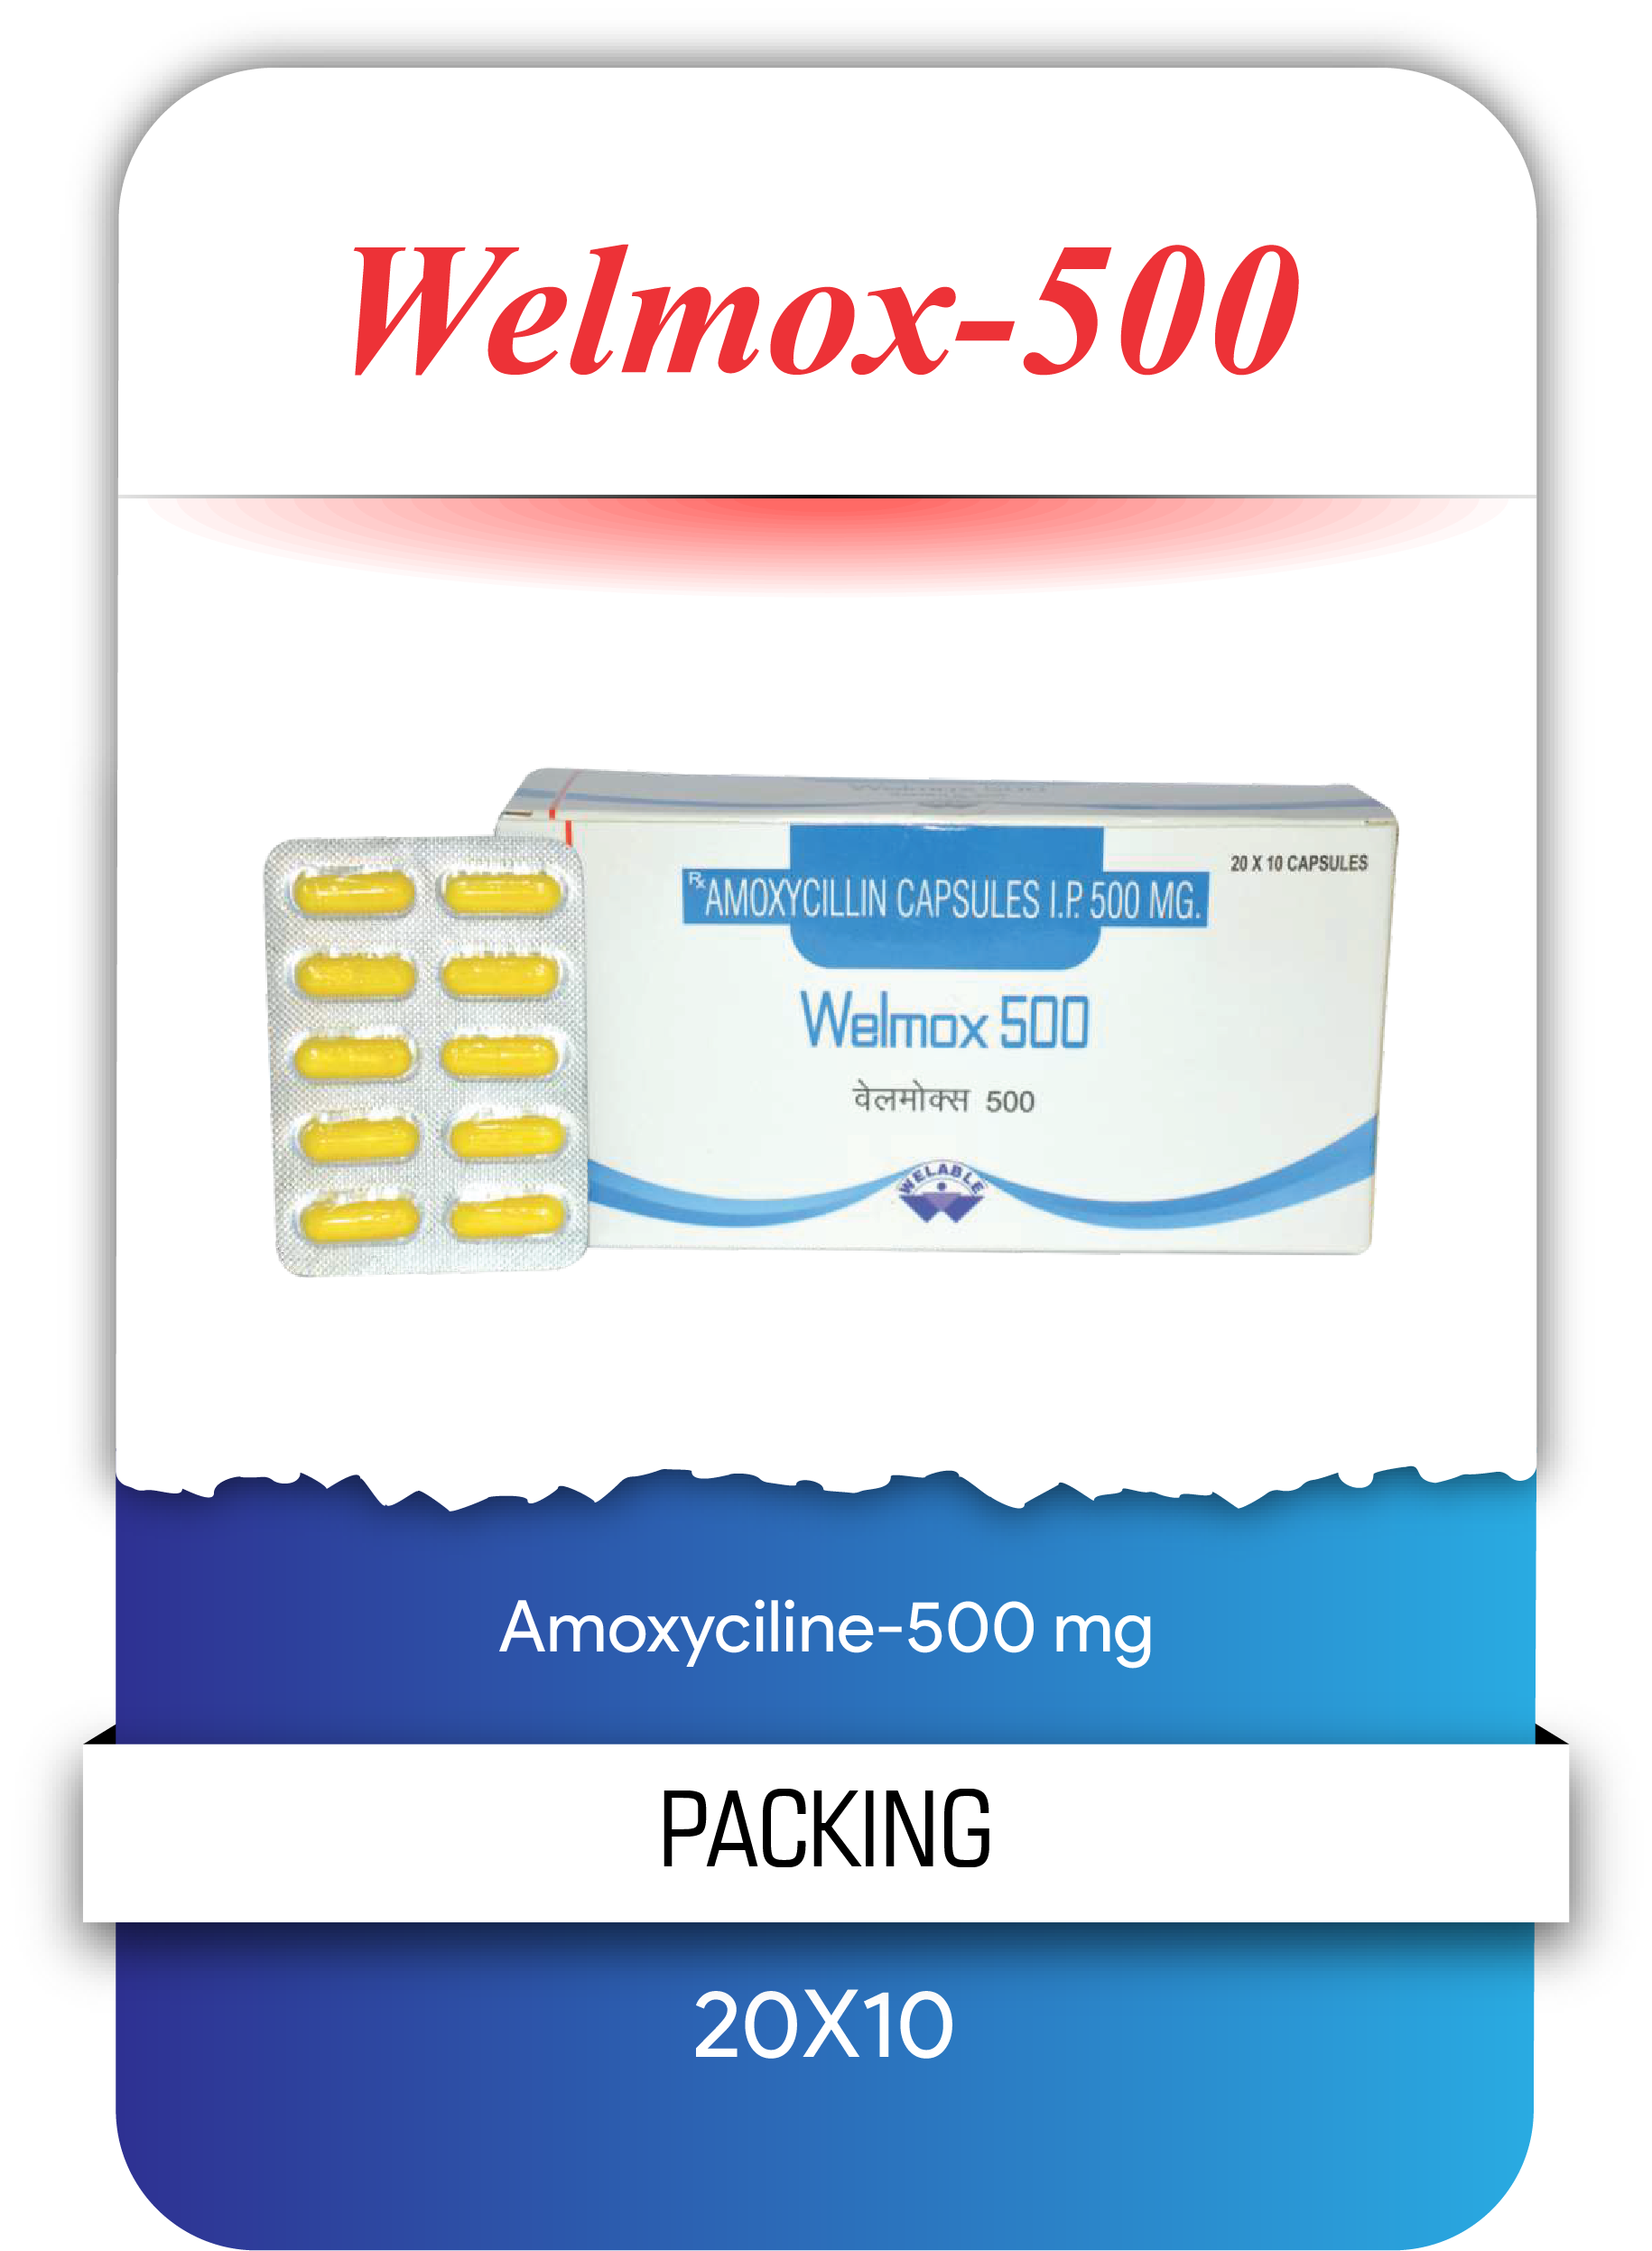 Welmox-500
20 X 10 CAPSULES
Rx AMOXYCILLIN CAPSULES I.P. 500 MG.
Welmox 500
वेलमोक्स 500
WELABLE
Amoxyciline-500 mg
PACKING
20X10